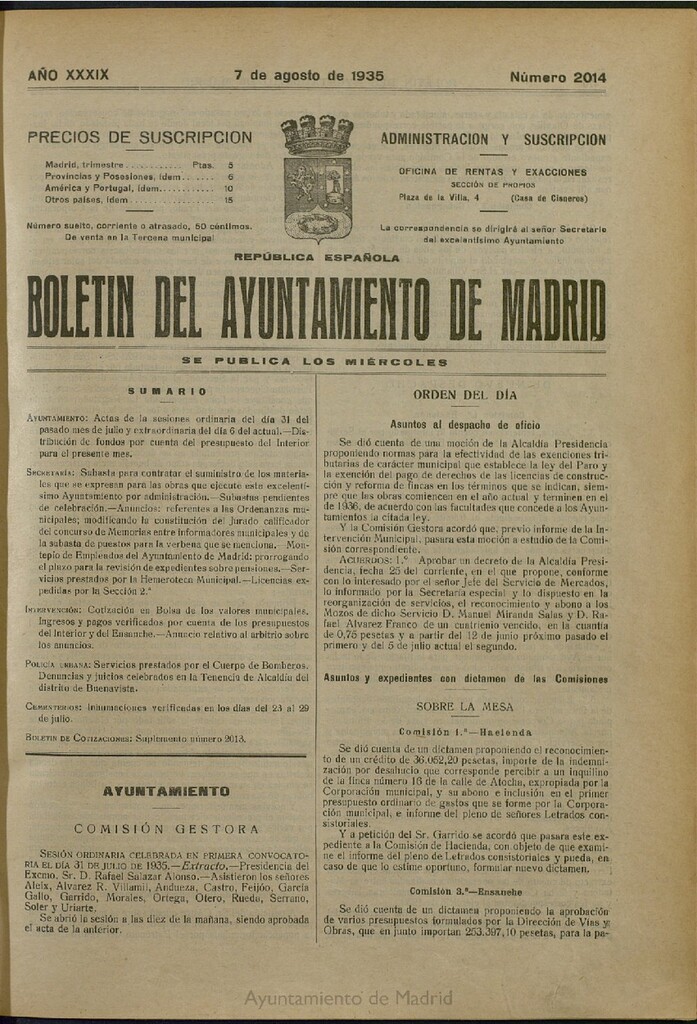 AÑO XXXIX
7 de agosto de 1935
Número 2014
PRECIOS DE SUSCRIPCION
Madrid, trimestre ............ Ptas. 5
Provincias y Posesiones, ídem ...... 6
América y Portugal, ídem............ 10
Otros países, ídem .................. 15
Número suelto, corriente o atrasado, 50 céntimos.
De venta en la Tercena municipal
ADMINISTRACION Y SUSCRIPCION
OFICINA DE RENTAS Y EXACCIONES
SECCIÓN DE PROPIOS
Plaza de la Villa, 4 (Casa de Cisneros)
La correspondencia se dirigirá al señor Secretario
del excelentísimo Ayuntamiento
REPÚBLICA ESPAÑOLA
BOLETIN DEL AYUNTAMIENTO DE MADRID
SE PUBLICA LOS MIÉRCOLES
SUMARIO
AYUNTAMIENTO: Actas de la sesiones ordinaria del día 31 del
pasado mes de julio y extraordinaria del día 6 del actual.—Dis-
tribución de fondos por cuenta del presupuesto del Interior
para el presente mes.
SECRETARÍA: Subasta para contratar el suministro de los materia-
les que se expresan para las obras que ejecute este excelentí-
simo Ayuntamiento por administración.—Subastas pendientes
de celebración.—Anuncios: referentes a las Ordenanzas mu-
nicipales; modificando la constitución del Jurado calificador
del concurso de Memorias entre informadores municipales y de
la subasta de puestos para la verbena que se menciona.—Mon-
tepío de Empleados del Ayuntamiento de Madrid: prorrogando
el plazo para la revisión de expedientes sobre pensiones.—Ser-
vicios prestados por la Hemeroteca Municipal.—Licencias ex-
pedidas por la Sección 2.ª
INTERVENCIÓN: Cotización en Bolsa de los valores municipales.
Ingresos y pagos verificados por cuenta de los presupuestos
del Interior y del Ensanche.—Anuncio relativo al arbitrio sobre
los anuncios.
POLICÍA URBANA: Servicios prestados por el Cuerpo de Bomberos.
Denuncias y juicios celebrados en la Tenencia de Alcaldía del
distrito de Buenavista.
CEMENTERIOS: Inhumaciones verificadas en los días del 23 al 29
de julio.
BOLETIN DE COTIZACIONES: Suplemento número 2013.
AYUNTAMIENTO
COMISIÓN GESTORA
SESIÓN ORDINARIA CELEBRADA EN PRIMERA CONVOCATO-
RIA EL DÍA 31 DE JULIO DE 1935.—Extracto.—Presidencia del
Excmo. Sr. D. Rafael Salazar Alonso.—Asistieron los señores
Aleix, Alvarez R. Villamil, Andueza, Castro, Feijóo, García
Gallo, Garrido, Morales, Ortega, Otero, Rueda, Serrano,
Soler y Uriarte.
Se abrió la sesión a las diez de la mañana, siendo aprobada
el acta de la anterior.
ORDEN DEL DÍA
Asuntos al despacho de oficio
Se dió cuenta de una moción de la Alcaldía Presidencia
proponiendo normas para la efectividad de las exenciones tri-
butarias de carácter municipal que establece la ley del Paro y
la exención del pago de derechos de las licencias de construc-
ción y reforma de fincas en los términos que se indican, siem-
pre que las obras comiencen en el año actual y terminen en el
de 1936, de acuerdo con las facultades que concede a los Ayun-
tamientos la citada ley.
Y la Comisión Gestora acordó que, previo informe de la In-
tervención Municipal, pasara esta moción a estudio de la Comi-
sión correspondiente.
ACUERDOS: 1.º Aprobar un decreto de la Alcaldía Presi-
dencia, fecha 25 del corriente, en el que propone, conforme
con lo interesado por el señor Jefe del Servicio de Mercados,
lo informado por la Secretaría especial y lo dispuesto en la
reorganización de servicios, el reconocimiento y abono a los
Mozos de dicho Servicio D. Manuel Miranda Salas y D. Ra-
fael Alvarez Franco de un cuatrienio vencido, en la cuantía
de 0,75 pesetas y a partir del 12 de junio próximo pasado el
primero y del 5 de julio actual el segundo.
Asuntos y expedientes con dictamen de las Comisiones
SOBRE LA MESA
Comisión 1.ª—Hacienda
Se dió cuenta de un dictamen proponiendo el reconocimien-
to de un crédito de 36.052,20 pesetas, importe de la indemni-
zación por desahucio que corresponde percibir a un inquilino
de la finca número 16 de la calle de Atocha, expropiada por la
Corporación municipal, y su abono e inclusión en el primer
presupuesto ordinario de gastos que se forme por la Corpora-
ción municipal, e informe del pleno de señores Letrados con-
sistoriales.
Y a petición del Sr. Garrido se acordó que pasara este ex-
pediente a la Comisión de Hacienda, con objeto de que exami-
ne el informe del pleno de Letrados consistoriales y pueda, en
caso de que lo estime oportuno, formular nuevo dictamen.
Comisión 3.ª—Ensanche
Se dió cuenta de un dictamen proponiendo la aprobación
de varios presupuestos formulados por la Dirección de Vías y
Obras, que en junto importan 253.397,10 pesetas, para la pa-
Ayuntamiento de Madrid